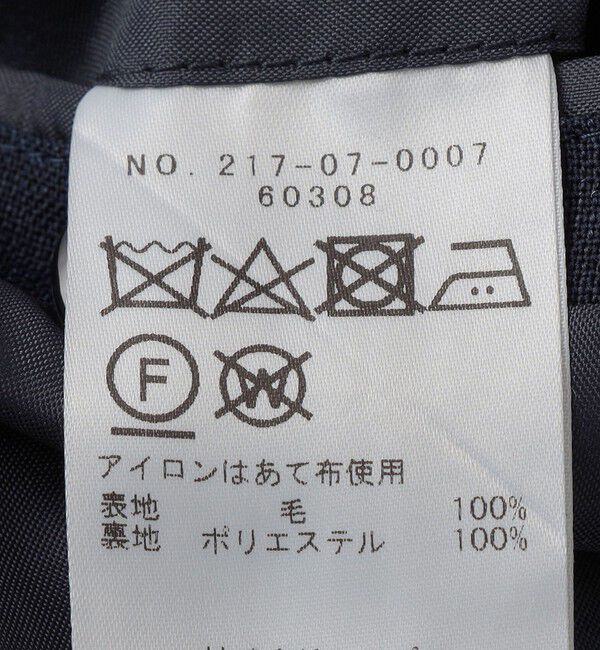 NO. 217-07-0007
60308
F W
アイロンはあて布使用
表地 毛 100%
裏地 ポリエステル 100%